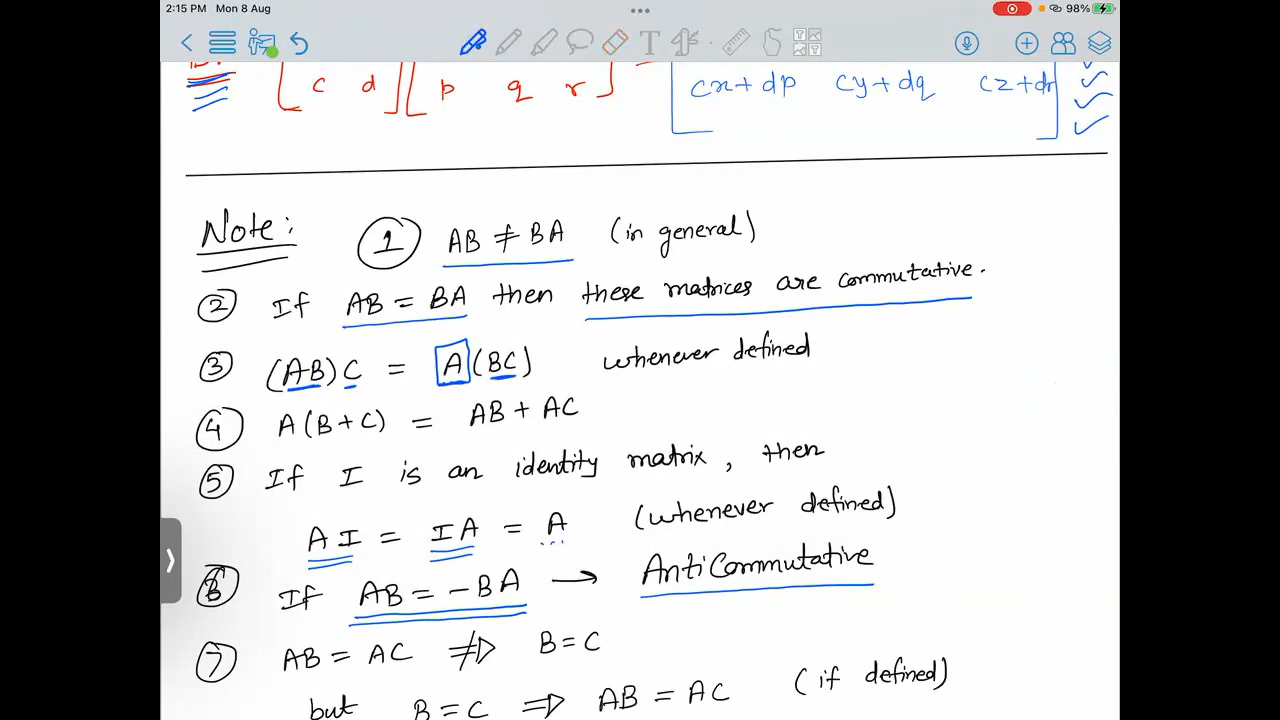 2:15 PM Mon 8 Aug
98%
T
c d p q r = cx+dp cy+dq cz+dr
Note: ① AB ≠ BA (in general)
② If AB = BA then these matrices are commutative.
③ (AB)C = A(BC) whenever defined
④ A(B+C) = AB + AC
⑤ If I is an identity matrix, then
AI = IA = A (whenever defined)
⑥ If AB = -BA → AntiCommutative
⑦ AB = AC ⇏ B=C
but B=C ⇒ AB = AC (if defined)